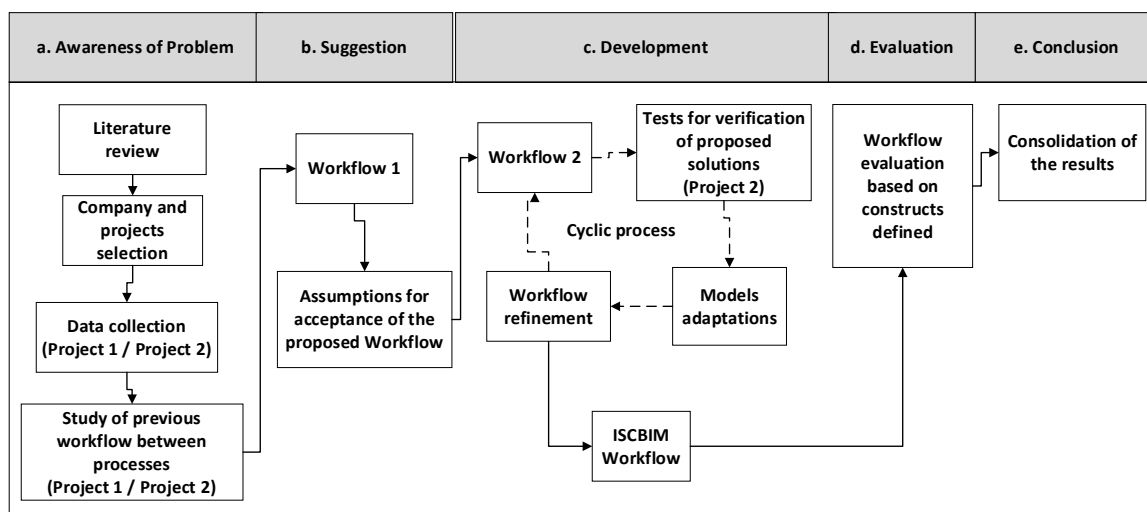 a. Awareness of Problem
b. Suggestion
c. Development
d. Evaluation
e. Conclusion
Literature
review
Company and
projects
selection
Data collection
(Project 1 / Project 2)
Study of previous
workflow between
processes
(Project 1 / Project 2)
Workflow 1
Assumptions for
acceptance of the
proposed Workflow
Workflow 2
Tests for verification
of proposed
solutions
(Project 2)
Cyclic process
Workflow
refinement
Models
adaptations
ISCBIM
Workflow
Workflow
evaluation
based on
constructs
defined
Consolidation of
the results